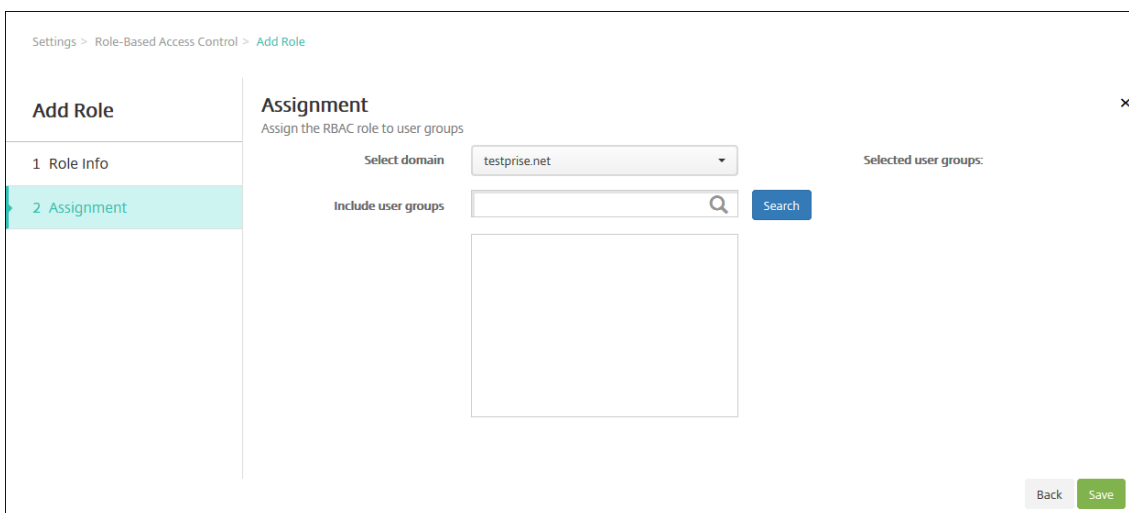 Settings > Role-Based Access Control > Add Role
Add Role
1 Role Info
2 Assignment
Assignment
×
Assign the RBAC role to user groups
Select domain testprise.net Selected user groups:
Include user groups Search
Back Save